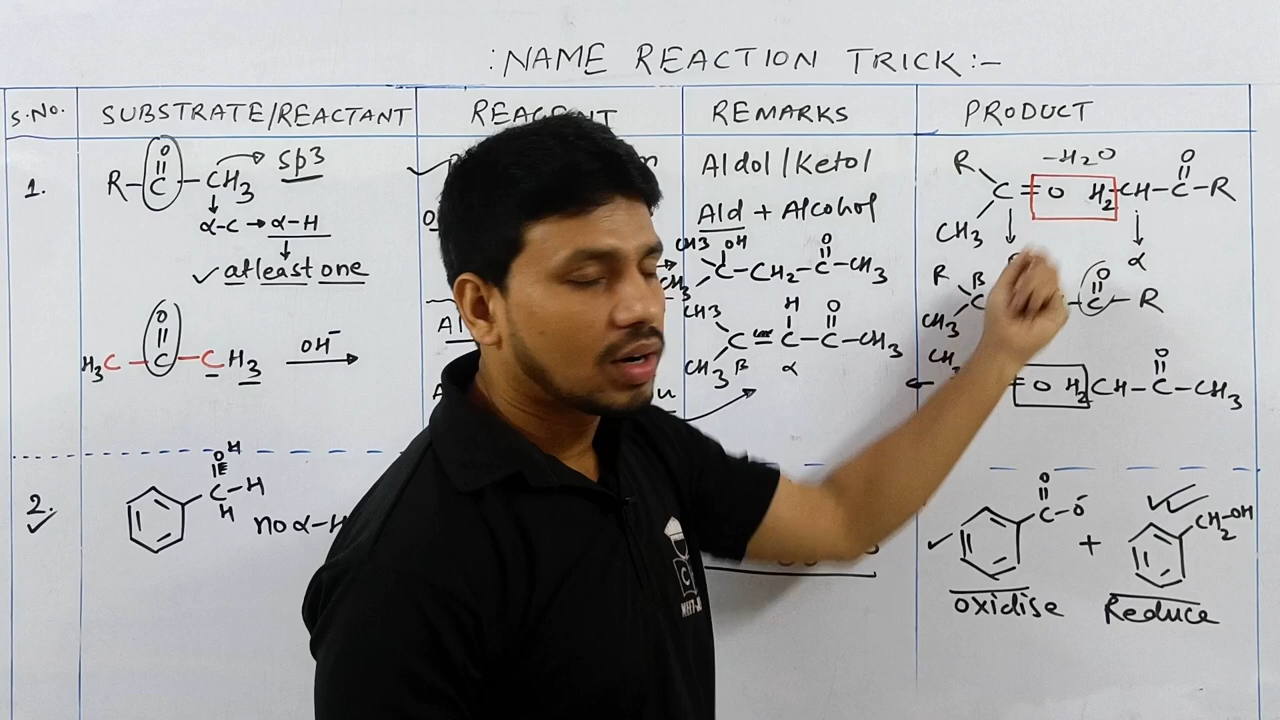 :NAME REACTION TRICK:-
S.No. SUBSTRATE/REACTANT REAGENT REMARKS PRODUCT
1.
O
R-C-CH3 → sp3
α-C → α-H
✓ atleast one
O
H3C-C-CH3 OH⁻ →
Aldol/Ketol
Ald + Alcohol
CH3 OH O
C-CH2-C-CH3
CH3
CH3 H O
C=C-C-CH3
CH3 β α
R -H2O O
C=O H2CH-C-R
CH3 α
R β O
C C-R
CH3
CH3 O
=O H2CH-C-CH3
2.
OH
C-H
H
no α-H
O
C-O⁻
+
CH2-OH
Oxidise Reduce